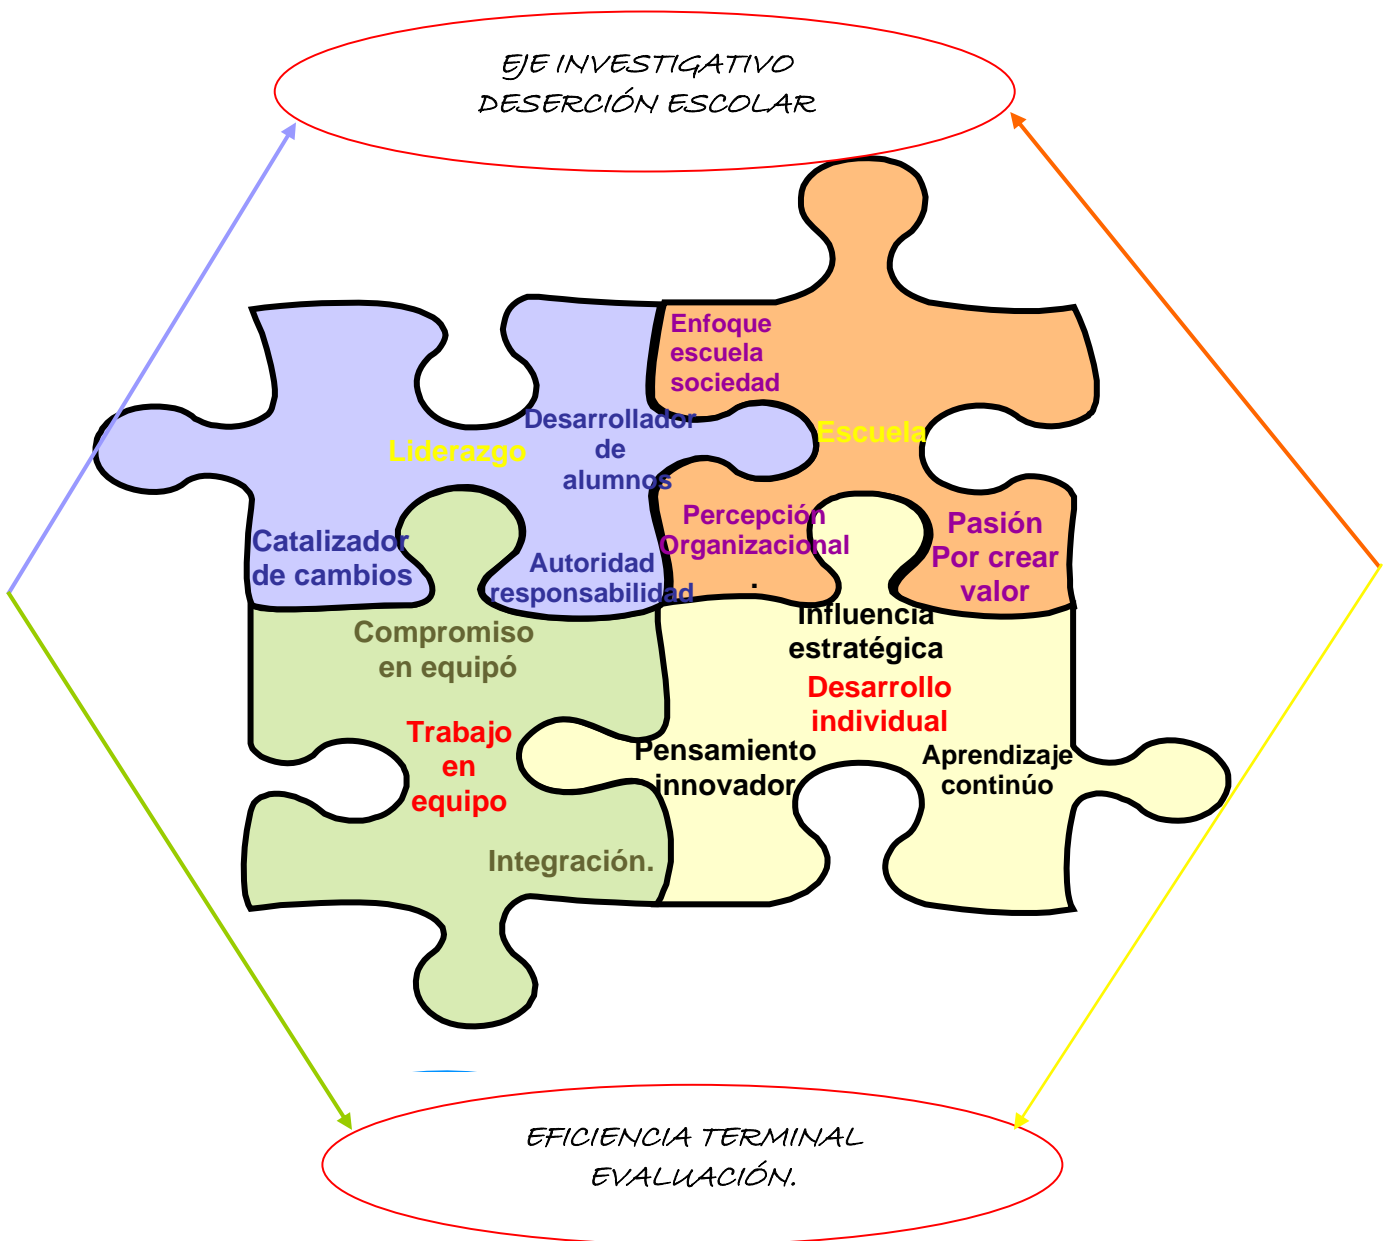 EJE INVESTIGATIVO
DESERCIÓN ESCOLAR
Enfoque
escuela
sociedad
Desarrollador
de
alumnos
Liderazgo
Escuela
Catalizador
de cambios
Autoridad
responsabilidad
Percepción
Organizacional
.
Pasión
Por crear
valor
Compromiso
en equipó
Influencia
estratégica
Desarrollo
individual
Trabajo
en
equipo
Pensamiento
innovador
Aprendizaje
continúo
Integración.
EFICIENCIA TERMINAL
EVALUACIÓN.